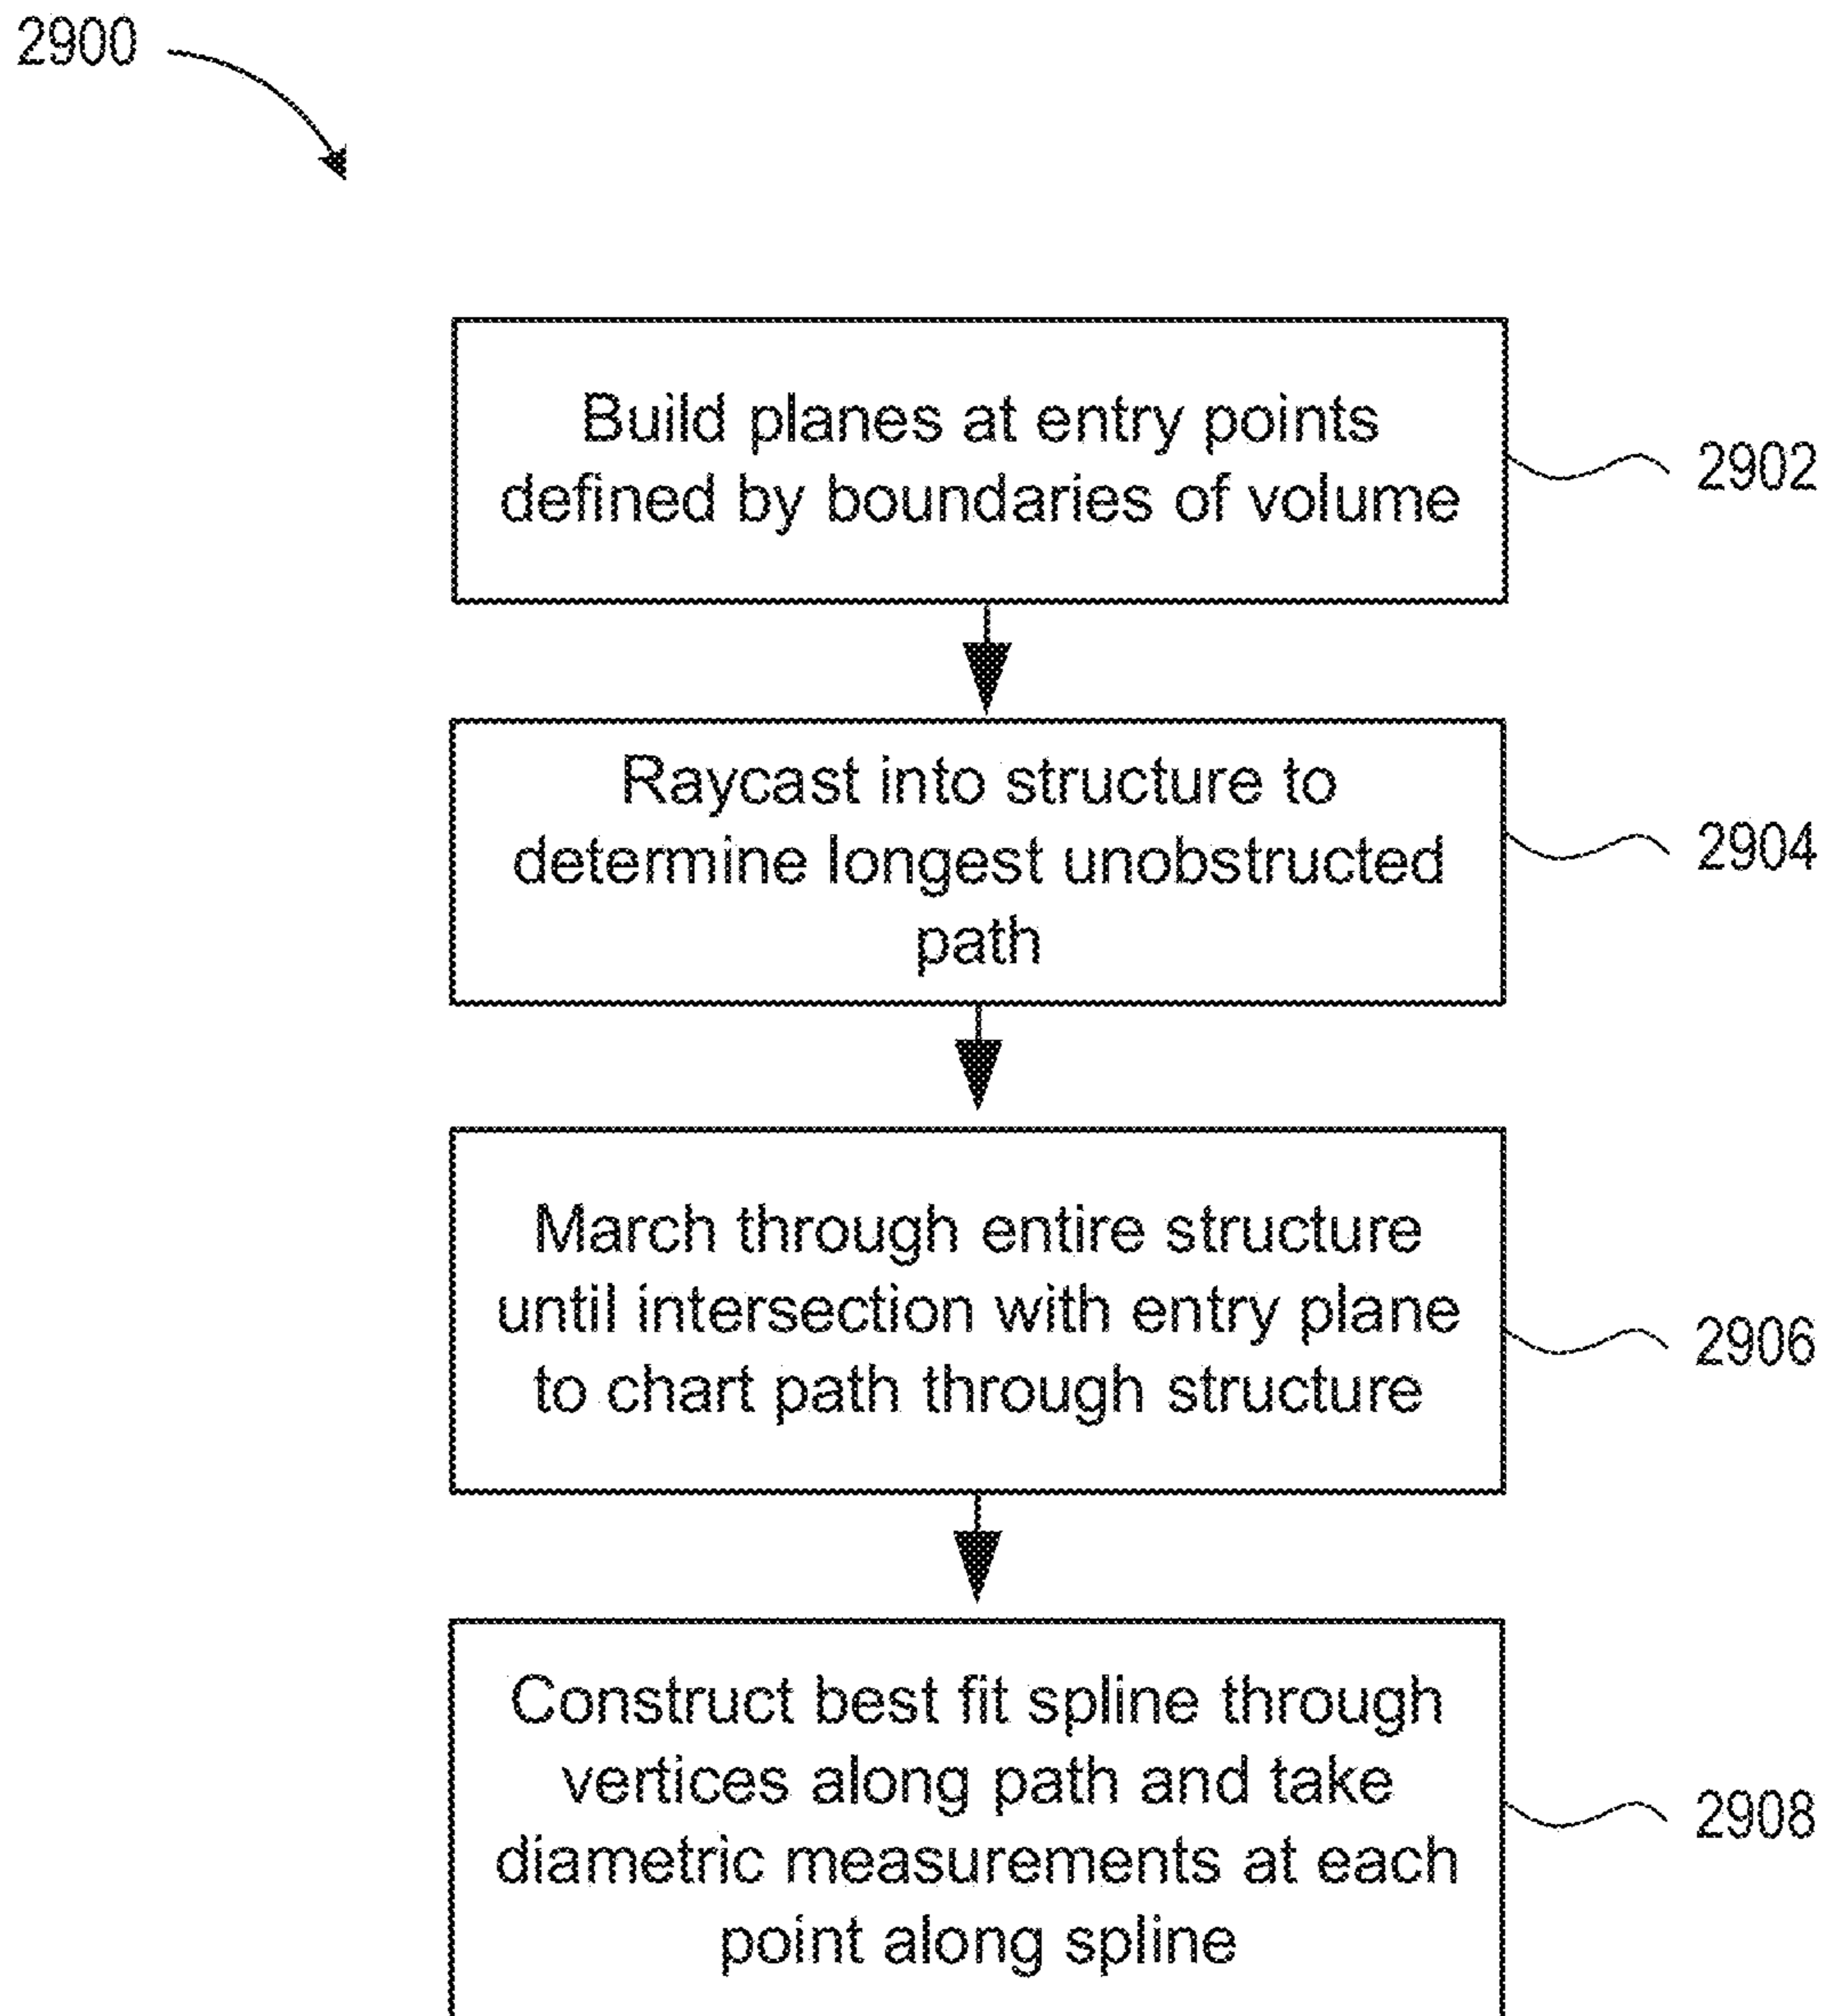 2900
Build planes at entry points
defined by boundaries of volume
2902
Raycast into structure to
determine longest unobstructed
path
2904
March through entire structure
until intersection with entry plane
to chart path through structure
2906
Construct best fit spline through
vertices along path and take
diametric measurements at each
point along spline
2908